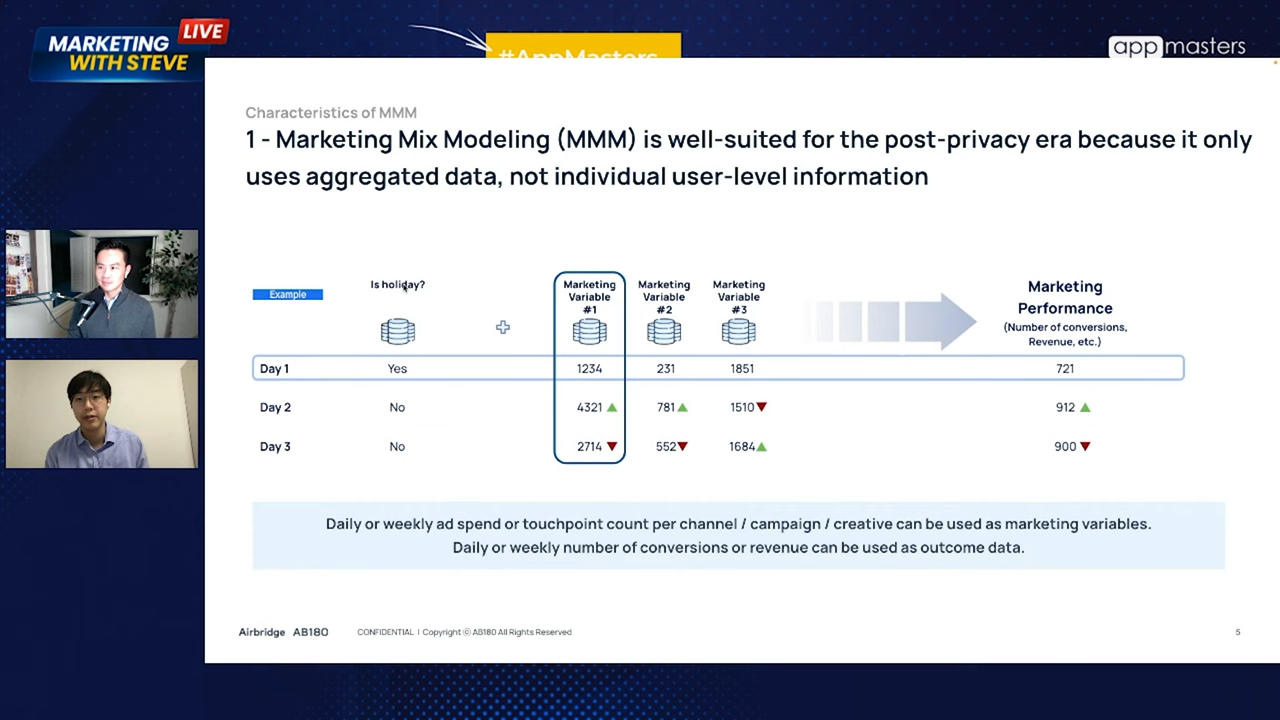 MARKETING LIVE
WITH STEVE
#AppMasters
appmasters
Characteristics of MMM
1 - Marketing Mix Modeling (MMM) is well-suited for the post-privacy era because it only
uses aggregated data, not individual user-level information
Example
Is holiday?
Marketing
Variable
#1
Marketing
Variable
#2
Marketing
Variable
#3
Marketing
Performance
(Number of conversions,
Revenue, etc.)
Day 1 Yes 1234 231 1851 721
Day 2 No 4321 781 1510 912
Day 3 No 2714 552 1684 900
Daily or weekly ad spend or touchpoint count per channel / campaign / creative can be used as marketing variables.
Daily or weekly number of conversions or revenue can be used as outcome data.
Airbridge AB180 CONFIDENTIAL | Copyright ⓒ AB180 All Rights Reserved 5